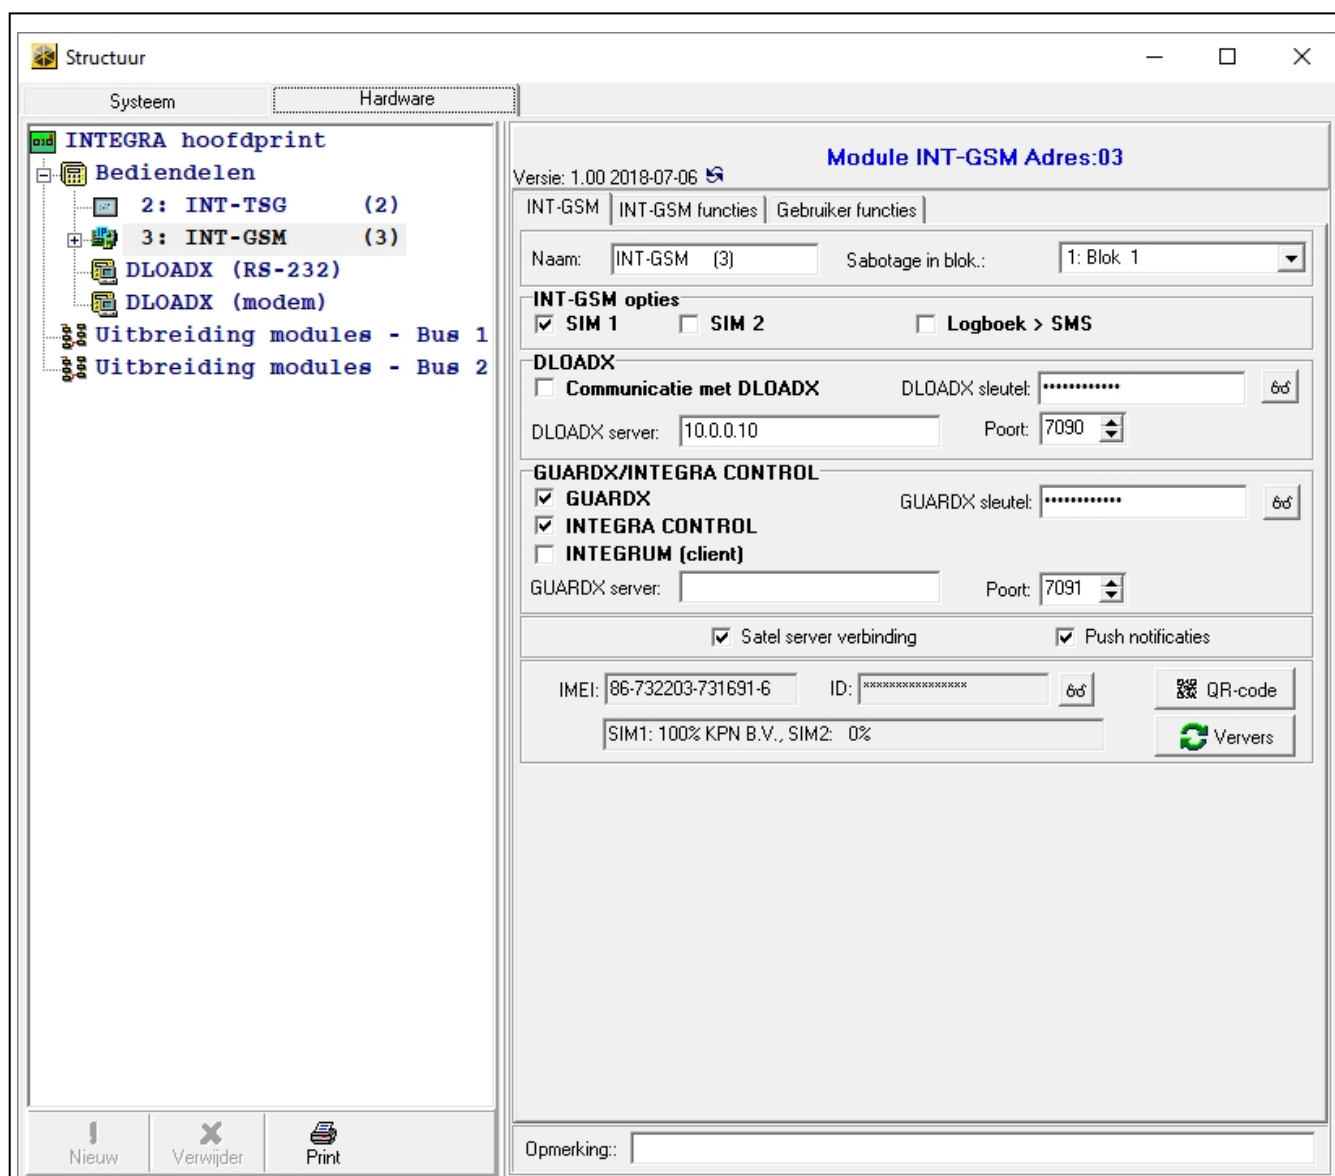 Structuur
Systeem
Hardware
INTEGRA hoofdprint
Bediendelen
2: INT-TSG (2)
3: INT-GSM (3)
DLOADX (RS-232)
DLOADX (modem)
Uitbreiding modules - Bus 1
Uitbreiding modules - Bus 2
Nieuw
Verwijder
Print
Module INT-GSM Adres:03
Versie: 1.00 2018-07-06
INT-GSM
INT-GSM functies
Gebruiker functies
Naam: INT-GSM (3) Sabotage in blok.: 1: Blok 1
INT-GSM opties
SIM 1 SIM 2 Logboek > SMS
DLOADX
Communicatie met DLOADX DLOADX sleutel: ••••••••••••
DLOADX server: 10.0.0.10 Poort: 7090
GUARDX/INTEGRA CONTROL
GUARDX GUARDX sleutel: ••••••••••••
INTEGRA CONTROL
INTEGRUM (client)
GUARDX server: Poort: 7091
Satel server verbinding Push notificaties
IMEI: 86-732203-731691-6 ID: **************** QR-code
SIM1: 100% KPN B.V., SIM2: 0% Ververs
Opmerking::